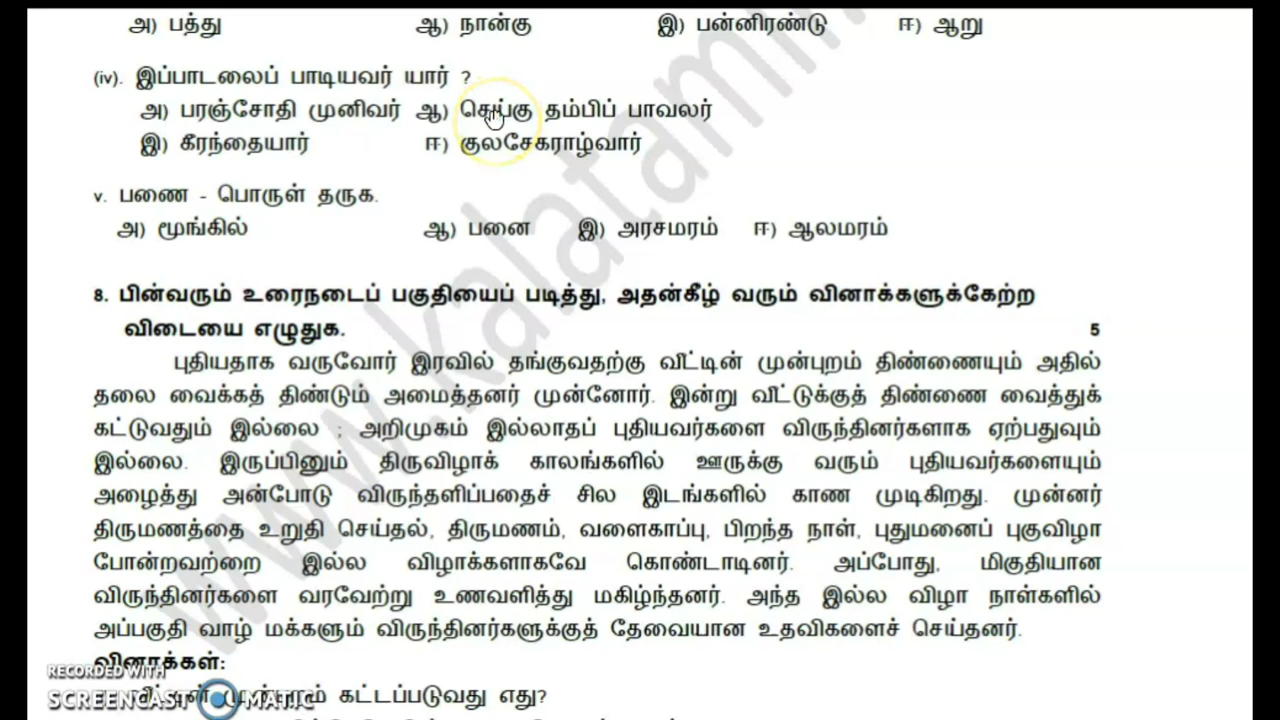 அ) பத்து ஆ) நான்கு இ) பன்னிரண்டு ஈ) ஆறு
(iv). இப்பாடலைப் பாடியவர் யார் ?
அ) பரஞ்சோதி முனிவர் ஆ) செய்கு தம்பிப் பாவலர்
இ) கீரந்தையார் ஈ) குலசேகராழ்வார்
v. பணை - பொருள் தருக.
அ) மூங்கில் ஆ) பனை இ) அரசமரம் ஈ) ஆலமரம்
8. பின்வரும் உரைநடைப் பகுதியைப் படித்து, அதன்கீழ் வரும் வினாக்களுக்கேற்ற
விடையை எழுதுக. 5
புதியதாக வருவோர் இரவில் தங்குவதற்கு வீட்டின் முன்புறம் திண்ணையும் அதில்
தலை வைக்கத் திண்டும் அமைத்தனர் முன்னோர். இன்று வீட்டுக்குத் திண்ணை வைத்துக்
கட்டுவதும் இல்லை ; அறிமுகம் இல்லாதப் புதியவர்களை விருந்தினர்களாக ஏற்பதுவும்
இல்லை. இருப்பினும் திருவிழாக் காலங்களில் ஊருக்கு வரும் புதியவர்களையும்
அழைத்து அன்போடு விருந்தளிப்பதைச் சில இடங்களில் காண முடிகிறது. முன்னர்
திருமணத்தை உறுதி செய்தல், திருமணம், வளைகாப்பு, பிறந்த நாள், புதுமனைப் புகுவிழா
போன்றவற்றை இல்ல விழாக்களாகவே கொண்டாடினர். அப்போது, மிகுதியான
விருந்தினர்களை வரவேற்று உணவளித்து மகிழ்ந்தனர். அந்த இல்ல விழா நாள்களில்
அப்பகுதி வாழ் மக்களும் விருந்தினர்களுக்குத் தேவையான உதவிகளைச் செய்தனர்.
வினாக்கள்:
முன்புறம் கட்டப்படுவது எது?
www.kalatamil
RECORDED WITH
SCREENCAST MATIC